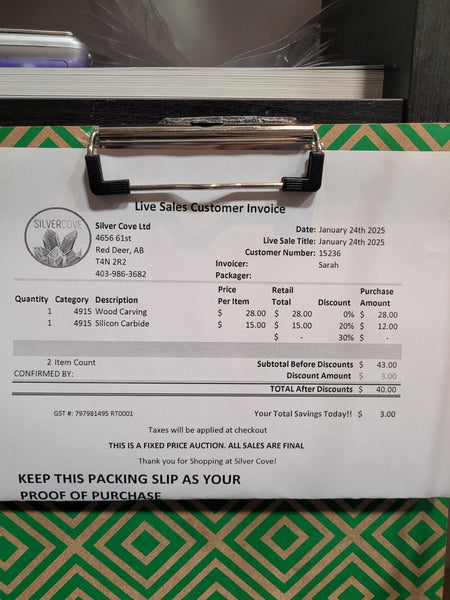 Live Sales Customer Invoice
SILVERCOVE
Silver Cove Ltd
4656 61st
Red Deer, AB
T4N 2R2
403-986-3682
Date: January 24th 2025
Live Sale Title: January 24th 2025
Customer Number: 15236
Invoicer: Sarah
Packager:
Quantity Category Description Price Per Item Retail Total Discount Purchase Amount
1 4915 Wood Carving $ 28.00 $ 28.00 0% $ 28.00
1 4915 Silicon Carbide $ 15.00 $ 15.00 20% $ 12.00
$ - 30% $ -
2 Item Count Subtotal Before Discounts $ 43.00
CONFIRMED BY: Discount Amount $ 3.00
TOTAL After Discounts $ 40.00
GST #: 797981495 RT0001 Your Total Savings Today!! $ 3.00
Taxes will be applied at checkout
THIS IS A FIXED PRICE AUCTION. ALL SALES ARE FINAL
Thank you for Shopping at Silver Cove!
KEEP THIS PACKING SLIP AS YOUR
PROOF OF PURCHASE